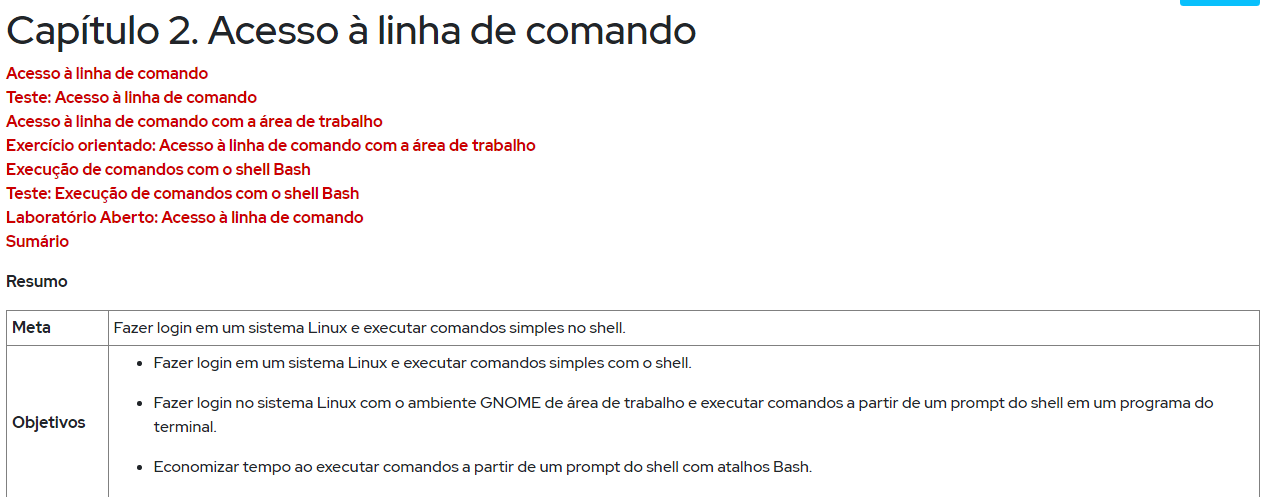 Capítulo 2. Acesso à linha de comando
Acesso à linha de comando
Teste: Acesso à linha de comando
Acesso à linha de comando com a área de trabalho
Exercício orientado: Acesso à linha de comando com a área de trabalho
Execução de comandos com o shell Bash
Teste: Execução de comandos com o shell Bash
Laboratório Aberto: Acesso à linha de comando
Sumário
Resumo
Meta
Fazer login em um sistema Linux e executar comandos simples no shell.
Objetivos
Fazer login em um sistema Linux e executar comandos simples com o shell.
Fazer login no sistema Linux com o ambiente GNOME de área de trabalho e executar comandos a partir de um prompt do shell em um programa do
terminal.
Economizar tempo ao executar comandos a partir de um prompt do shell com atalhos Bash.